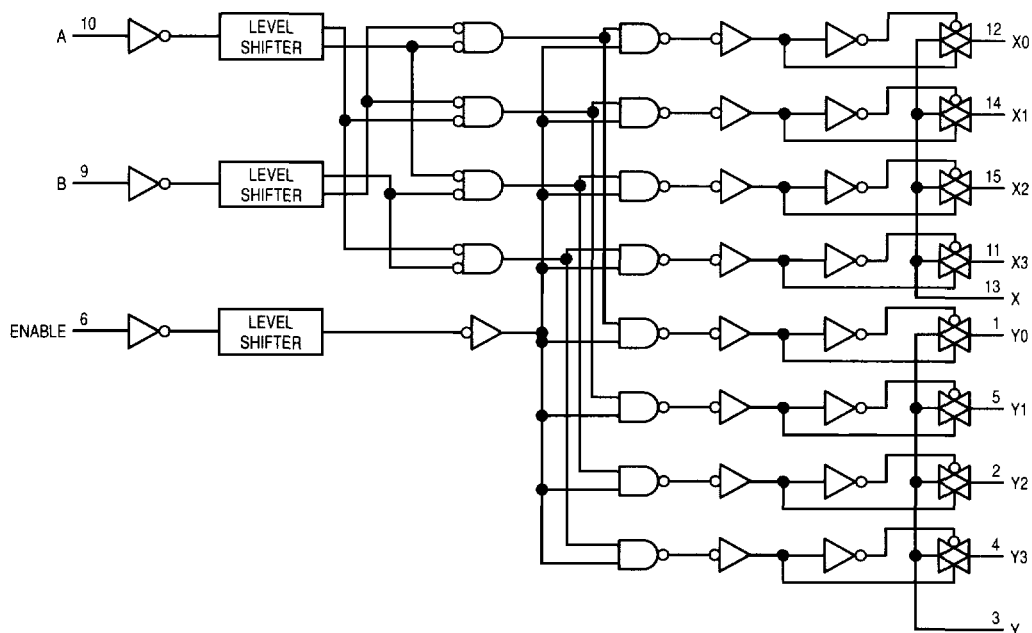 A 10 LEVEL SHIFTER 12 X0
14 X1
B 9 LEVEL SHIFTER 15 X2
11 X3
13 X
ENABLE 6 LEVEL SHIFTER 1 Y0
5 Y1
2 Y2
4 Y3
3 Y